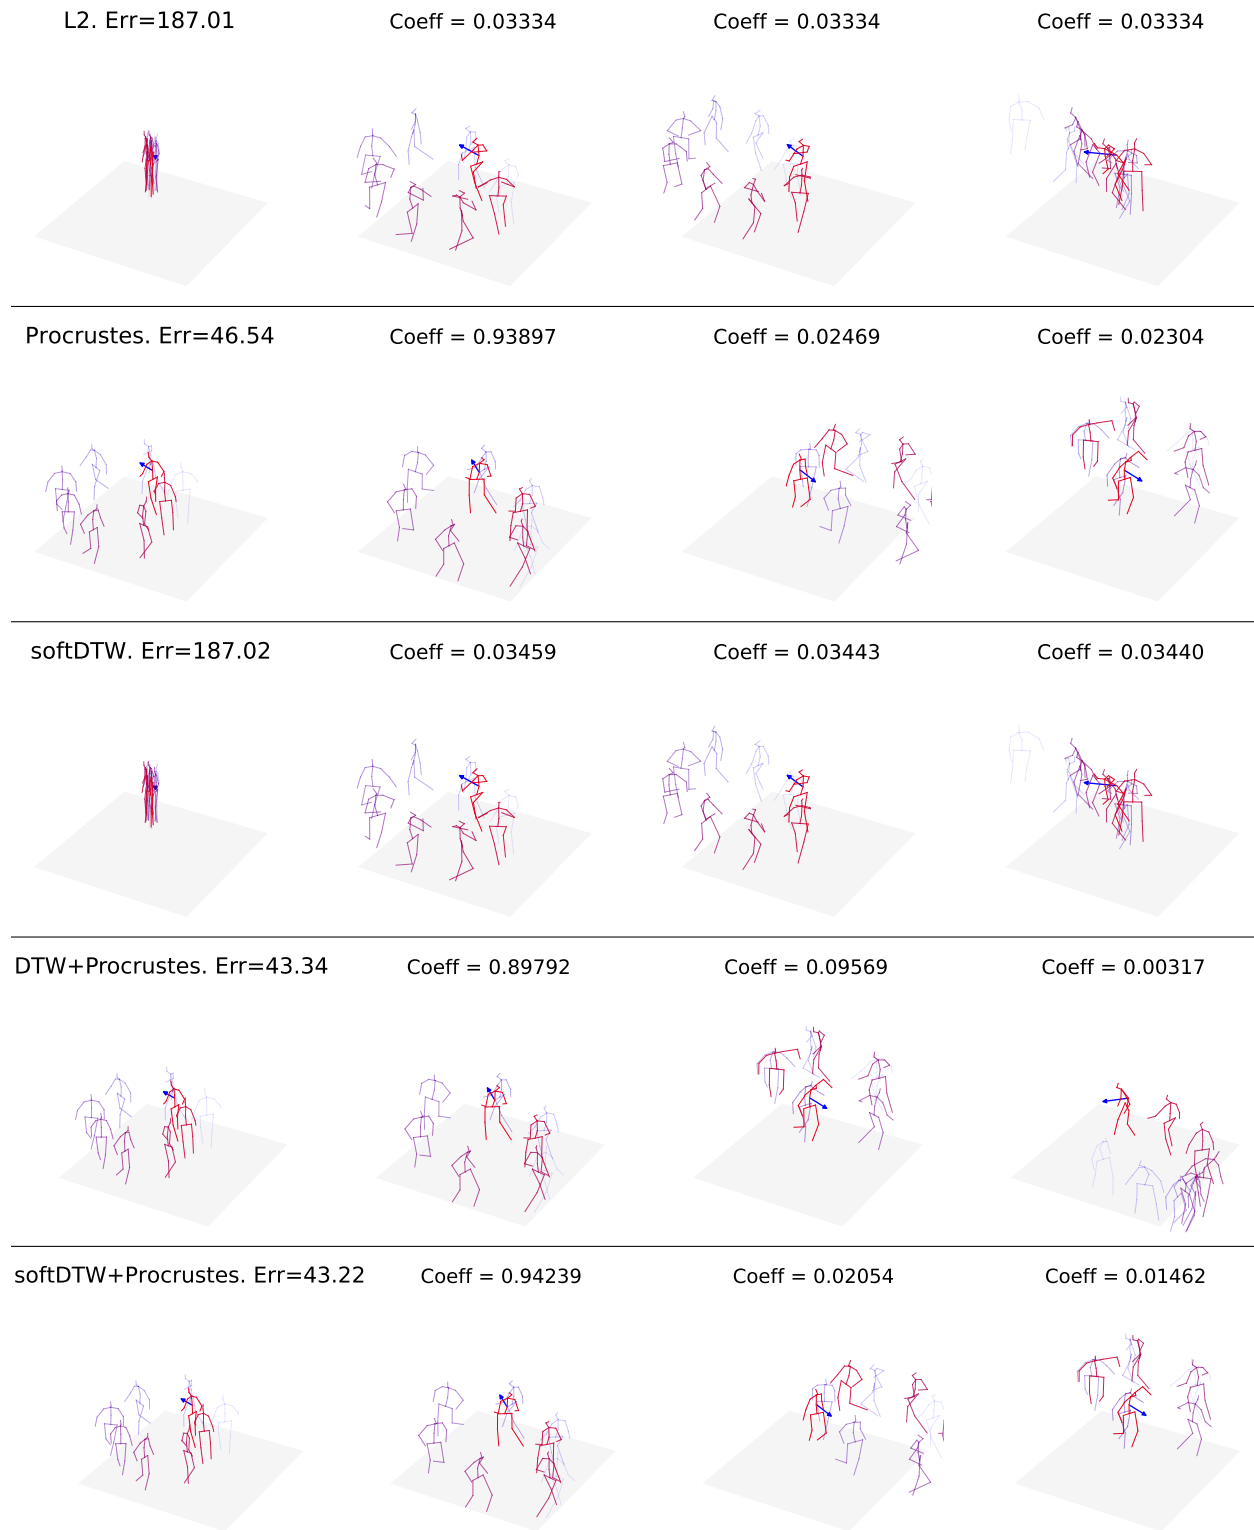 L2. Err=187.01 Coeff = 0.03334 Coeff = 0.03334 Coeff = 0.03334
Procrustes. Err=46.54 Coeff = 0.93897 Coeff = 0.02469 Coeff = 0.02304
softDTW. Err=187.02 Coeff = 0.03459 Coeff = 0.03443 Coeff = 0.03440
DTW+Procrustes. Err=43.34 Coeff = 0.89792 Coeff = 0.09569 Coeff = 0.00317
softDTW+Procrustes. Err=43.22 Coeff = 0.94239 Coeff = 0.02054 Coeff = 0.01462